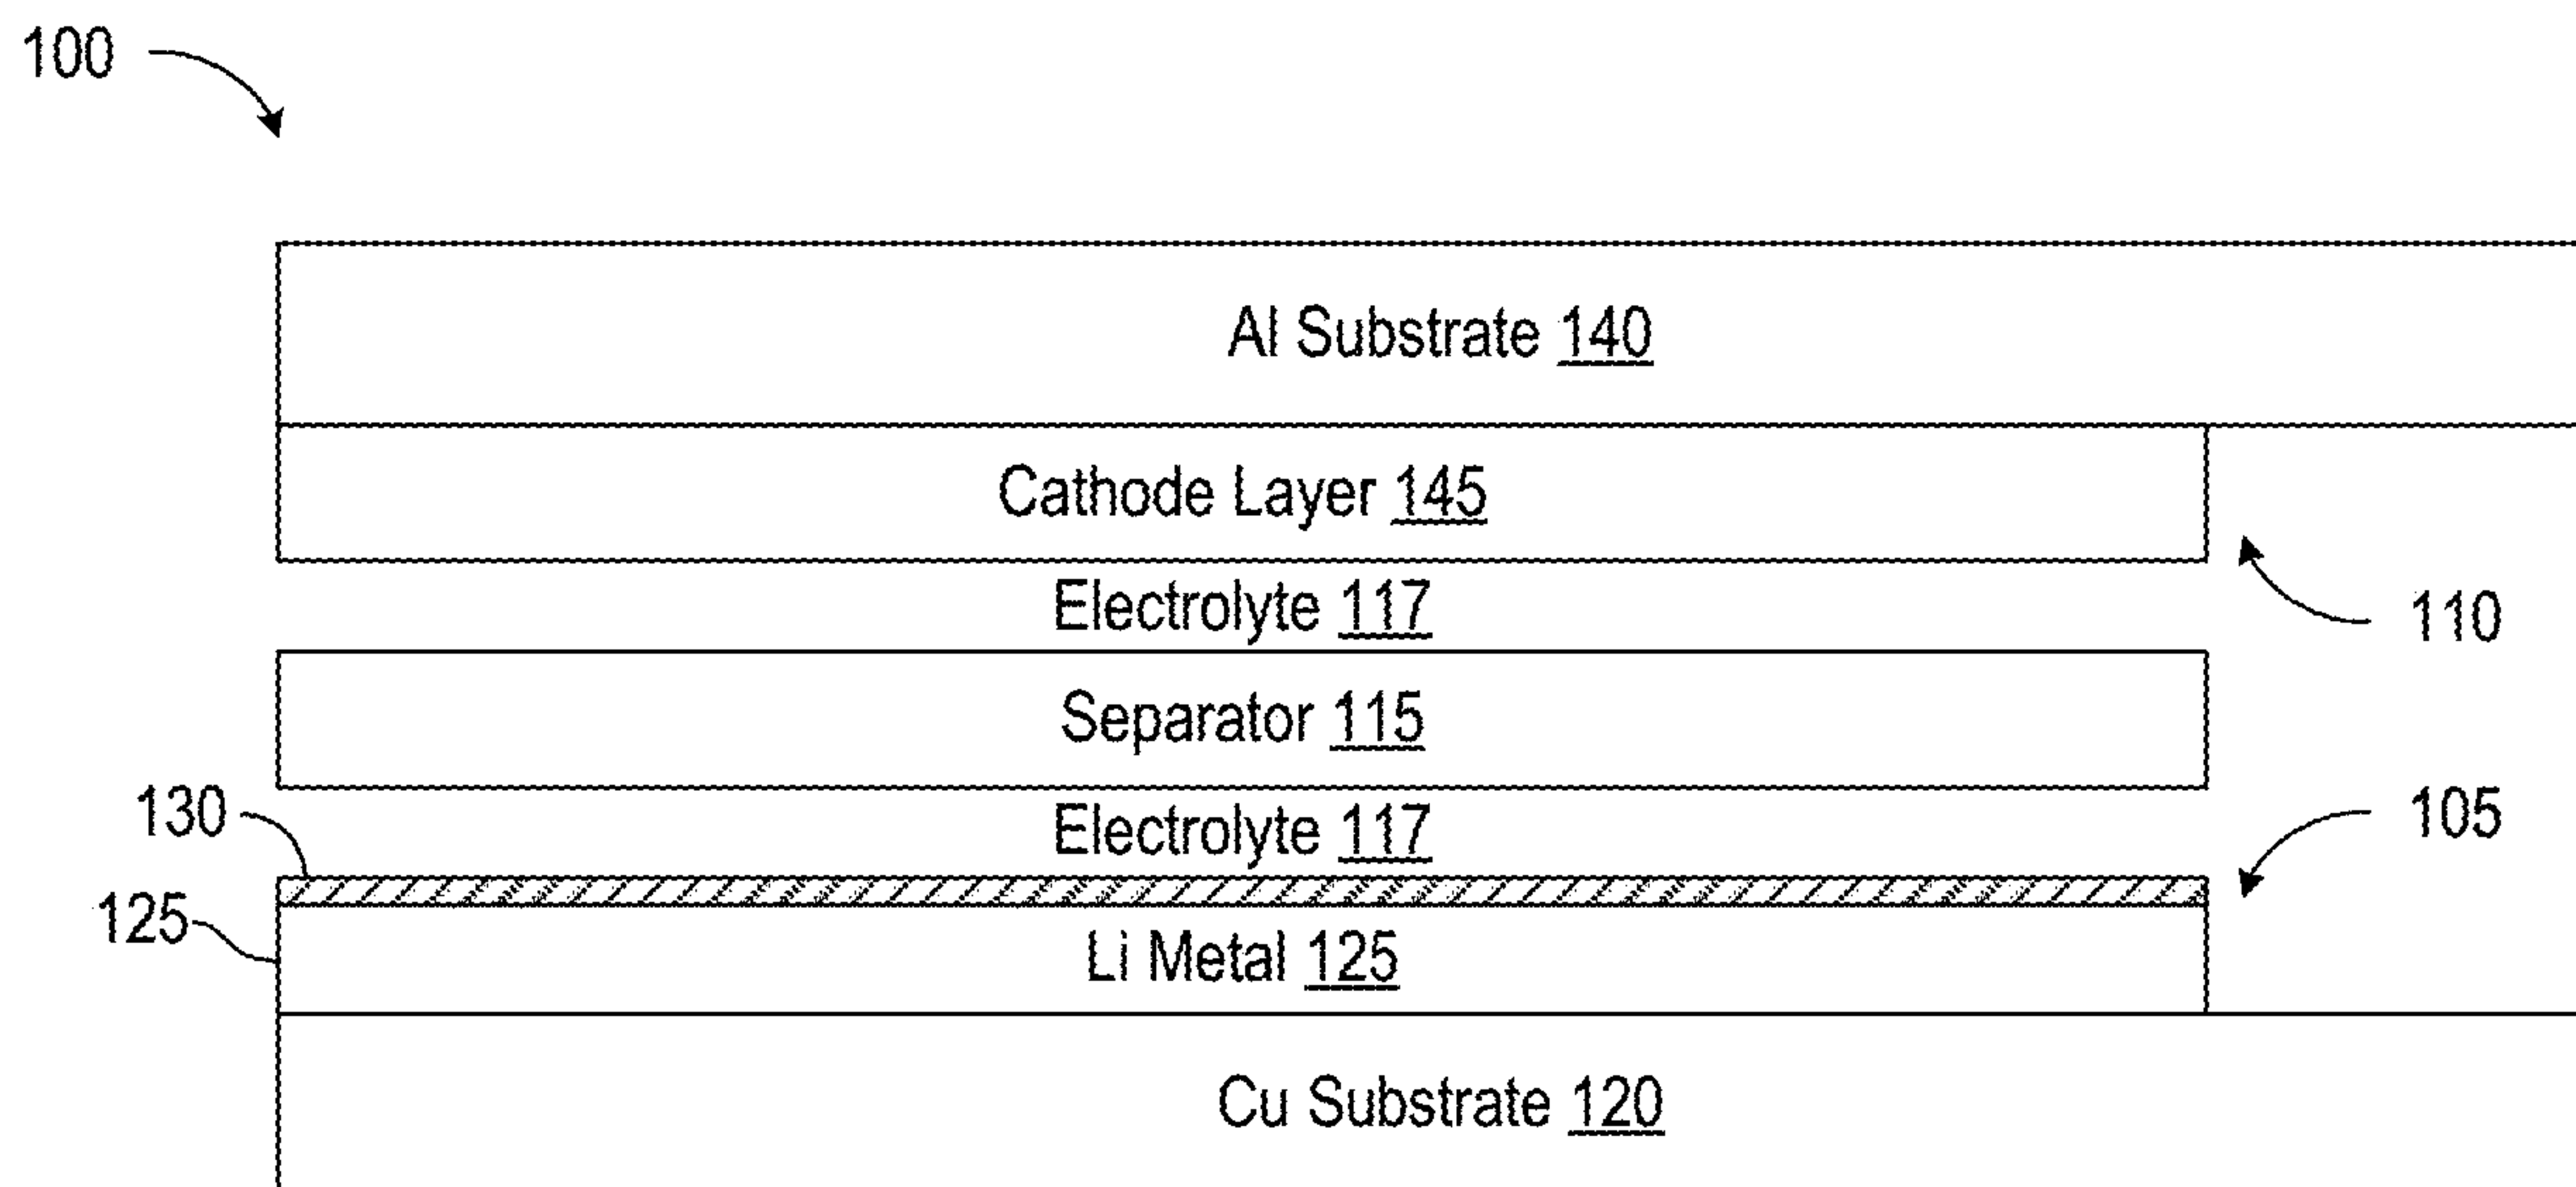 100
Al Substrate 140
Cathode Layer 145
Electrolyte 117
110
Separator 115
130
Electrolyte 117
105
125
Li Metal 125
Cu Substrate 120